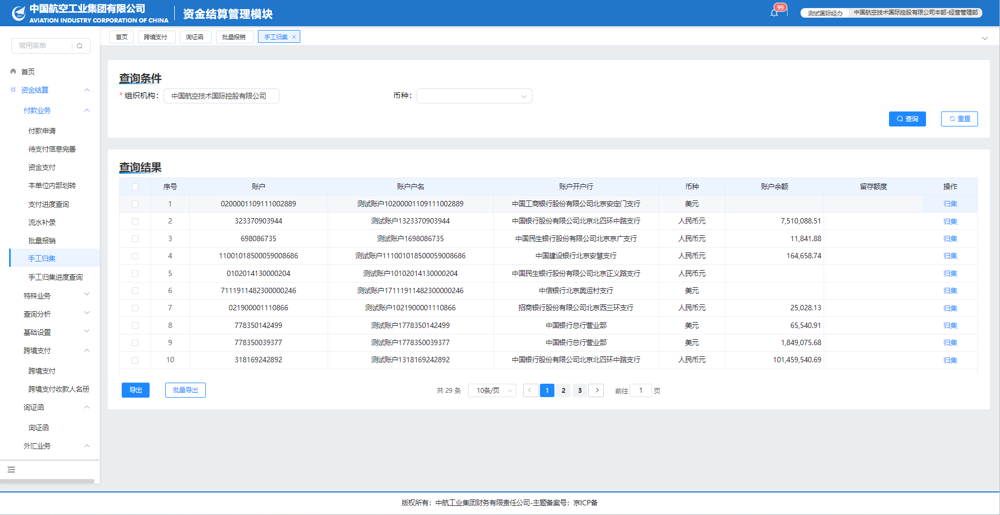 中国航空工业集团有限公司
AVIATION INDUSTRY CORPORATION OF CHINA
资金结算管理模块
99
测试国际经办 中国航空技术国际控股有限公司本部-经营管理部
常用菜单
首页
资金结算
付款业务
付款申请
待支付信息完善
资金支付
本单位内部划转
支付进度查询
流水补录
批量报销
手工归集
手工归集进度查询
特殊业务
查询分析
基础设置
跨境支付
跨境支付
跨境支付收款人名册
询证函
询证函
外汇业务
首页 跨境支付 询证函 批量报销 手工归集 ×
查询条件
* 组织机构： 中国航空技术国际控股有限公司 币种：
查询 重置
查询结果
序号 账户 账户户名 账户开户行 币种 账户余额 留存额度 操作
1 0200001109111002889 测试账户10200001109111002889 中国工商银行股份有限公司北京安定门支行 美元 归集
2 323370903944 测试账户1323370903944 中国银行股份有限公司北京北四环中路支行 人民币元 7,510,088.51 归集
3 698086735 测试账户1698086735 中国民生银行股份有限公司北京京广支行 人民币元 11,841.88 归集
4 11001018500059008686 测试账户111001018500059008686 中国建设银行北京安慧支行 人民币元 164,658.74 归集
5 0102014130000204 测试账户10102014130000204 中国民生银行股份有限公司北京正义路支行 人民币元 归集
6 7111911482300000246 测试账户17111911482300000246 中信银行北京奥运村支行 美元 归集
7 021900001110866 测试账户1021900001110866 招商银行股份有限公司北京西三环支行 人民币元 25,028.13 归集
8 778350142499 测试账户1778350142499 中国银行总行营业部 美元 65,540.91 归集
9 778350039377 测试账户1778350039377 中国银行总行营业部 美元 1,849,075.68 归集
10 318169242892 测试账户1318169242892 中国银行股份有限公司北京北四环中路支行 人民币元 101,459,540.69 归集
导出 批量导出 共 29 条 10条/页 1 2 3 前往 1 页
版权所有：中航工业集团财务有限责任公司-主题备案号：京ICP备